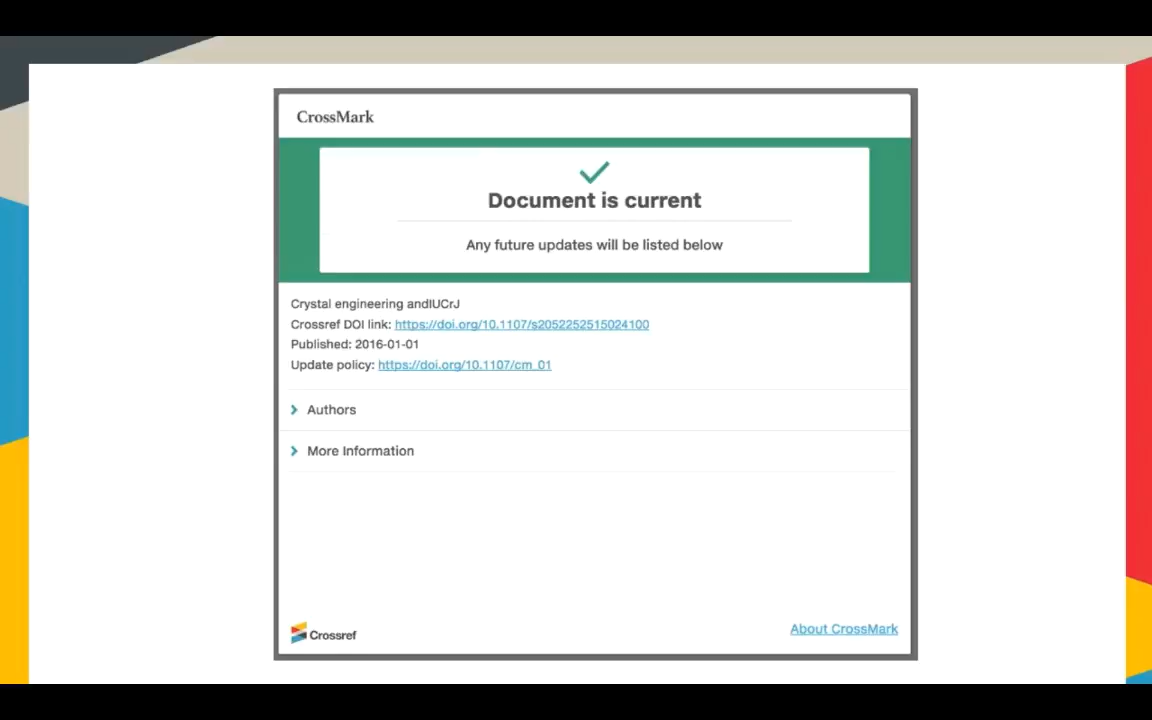 CrossMark
Document is current
Any future updates will be listed below
Crystal engineering andIUCrJ
Crossref DOI link: https://doi.org/10.1107/s2052252515024100
Published: 2016-01-01
Update policy: https://doi.org/10.1107/cm_01
Authors
More Information
Crossref
About CrossMark